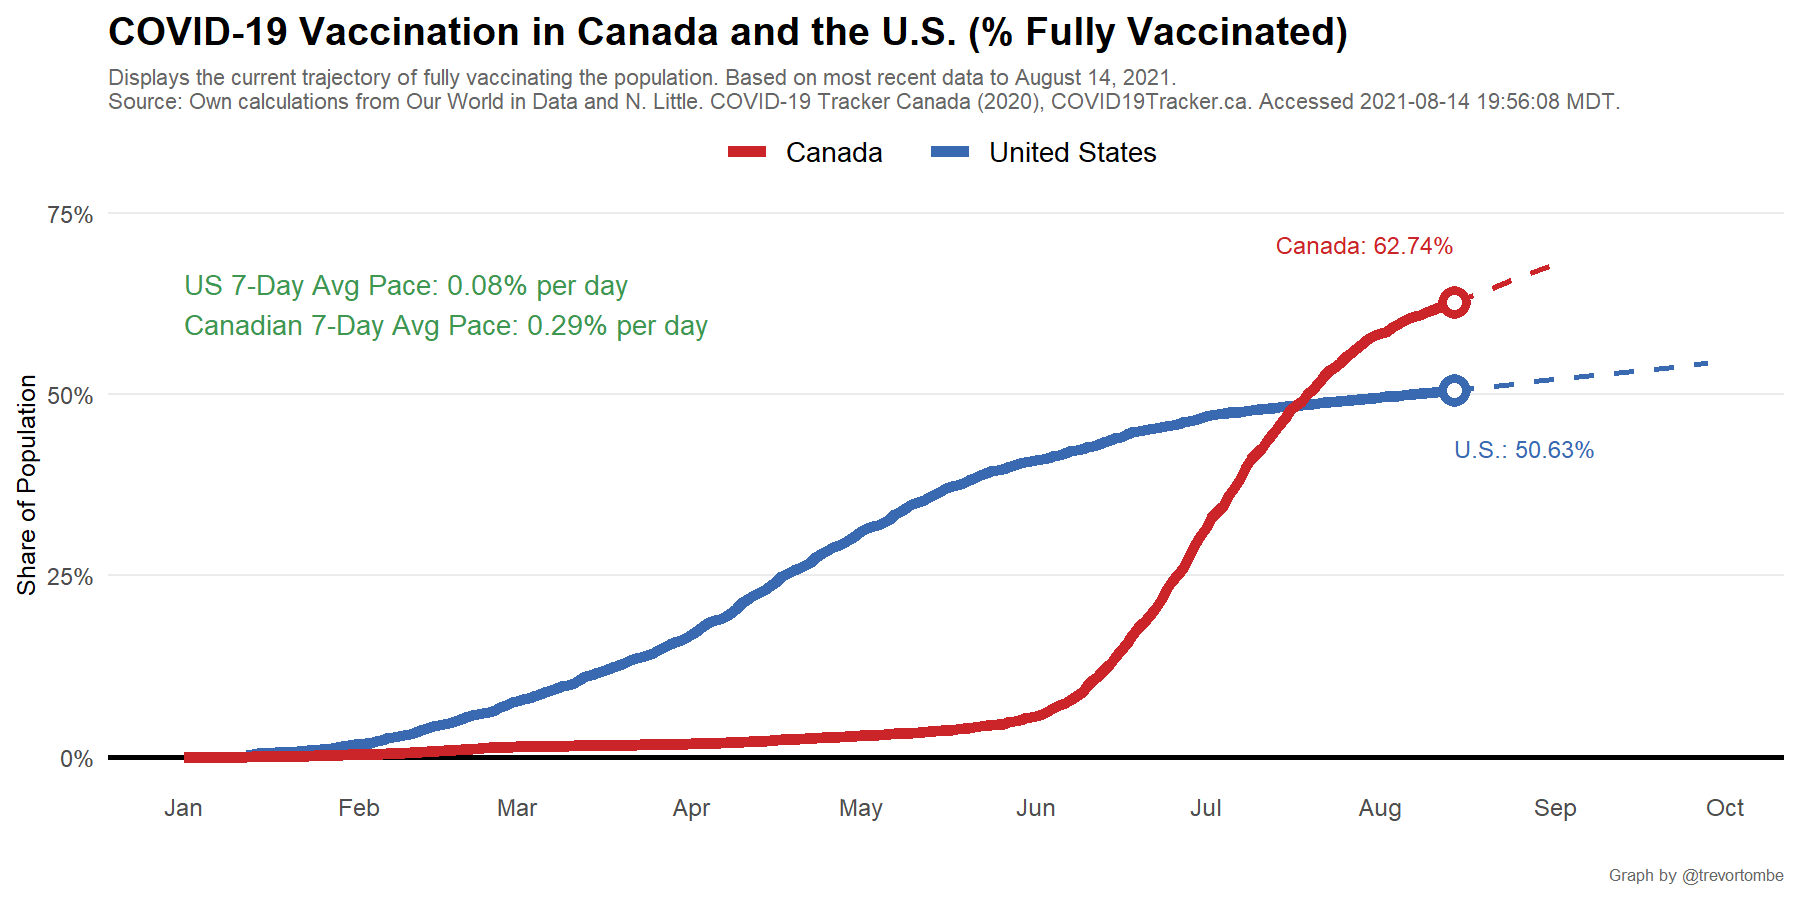 COVID-19 Vaccination in Canada and the U.S. (% Fully Vaccinated)
Displays the current trajectory of fully vaccinating the population. Based on most recent data to August 14, 2021.
Source: Own calculations from Our World in Data and N. Little. COVID-19 Tracker Canada (2020), COVID19Tracker.ca. Accessed 2021-08-14 19:56:08 MDT.
Canada
United States
75%
Canada: 62.74%
US 7-Day Avg Pace: 0.08% per day
Canadian 7-Day Avg Pace: 0.29% per day
50%
U.S.: 50.63%
Share of Population
25%
0%
Jan Feb Mar Apr May Jun Jul Aug Sep Oct
Graph by @trevortombe